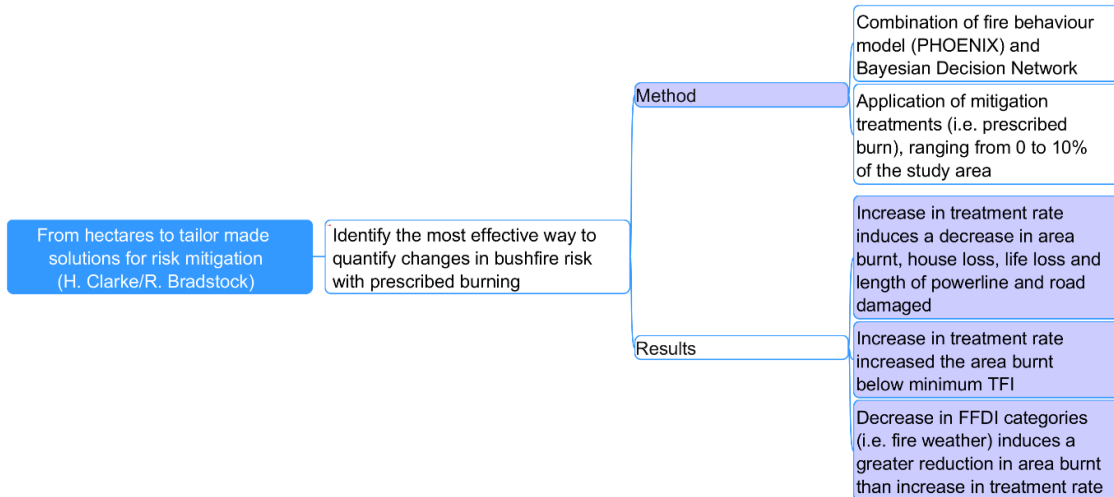 From hectares to tailor made
solutions for risk mitigation
(H. Clarke/R. Bradstock)
Identify the most effective way to
quantify changes in bushfire risk
with prescribed burning
Method
Combination of fire behaviour
model (PHOENIX) and
Bayesian Decision Network
Application of mitigation
treatments (i.e. prescribed
burn), ranging from 0 to 10%
of the study area
Results
Increase in treatment rate
induces a decrease in area
burnt, house loss, life loss and
length of powerline and road
damaged
Increase in treatment rate
increased the area burnt
below minimum TFI
Decrease in FFDI categories
(i.e. fire weather) induces a
greater reduction in area burnt
than increase in treatment rate